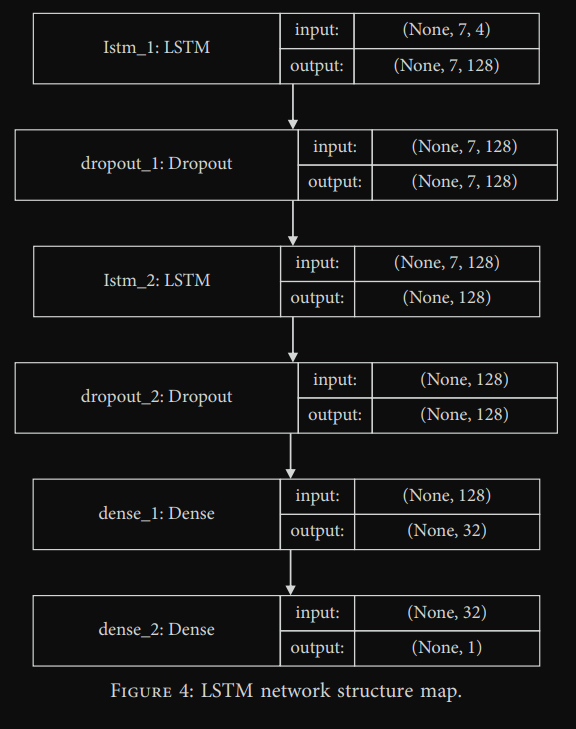 lstm_1: LSTM
input:
(None, 7, 4)
output:
(None, 7, 128)
dropout_1: Dropout
input:
(None, 7, 128)
output:
(None, 7, 128)
lstm_2: LSTM
input:
(None, 7, 128)
output:
(None, 128)
dropout_2: Dropout
input:
(None, 128)
output:
(None, 128)
dense_1: Dense
input:
(None, 128)
output:
(None, 32)
dense_2: Dense
input:
(None, 32)
output:
(None, 1)
FIGURE 4: LSTM network structure map.